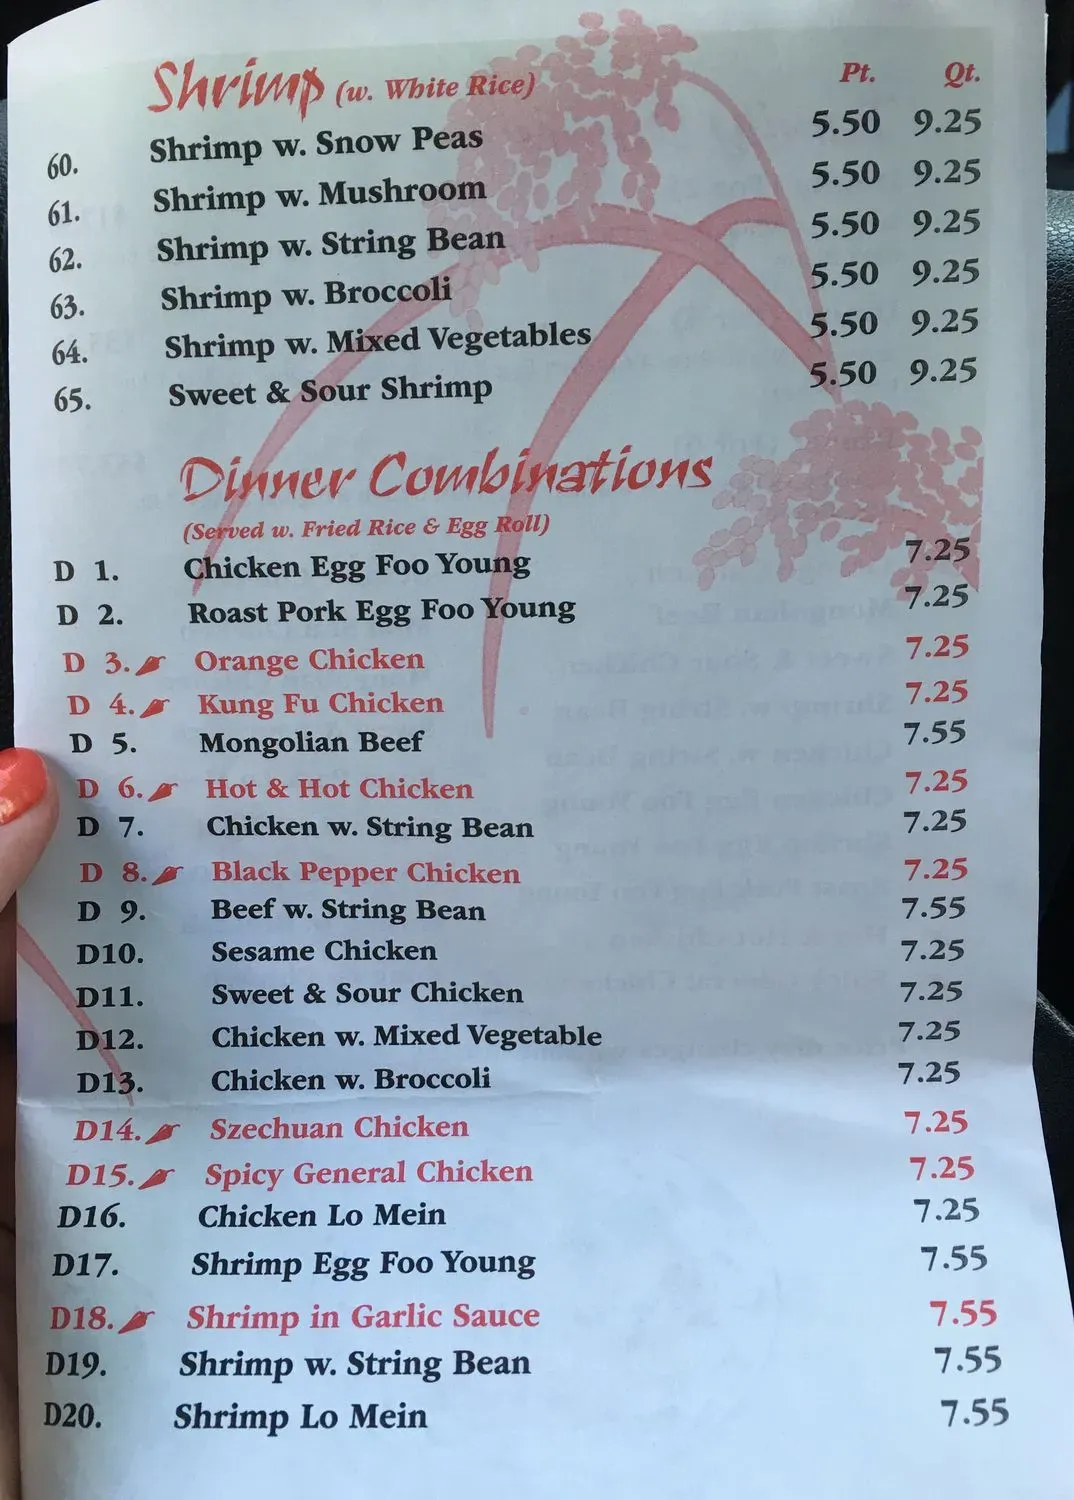 Shrimp (w. White Rice) Pt. Qt.
60. Shrimp w. Snow Peas 5.50 9.25
61. Shrimp w. Mushroom 5.50 9.25
62. Shrimp w. String Bean 5.50 9.25
63. Shrimp w. Broccoli 5.50 9.25
64. Shrimp w. Mixed Vegetables 5.50 9.25
65. Sweet & Sour Shrimp 5.50 9.25
Dinner Combinations
(Served w. Fried Rice & Egg Roll)
D 1. Chicken Egg Foo Young 7.25
D 2. Roast Pork Egg Foo Young 7.25
D 3. Orange Chicken 7.25
D 4. Kung Fu Chicken 7.25
D 5. Mongolian Beef 7.55
D 6. Hot & Hot Chicken 7.25
D 7. Chicken w. String Bean 7.25
D 8. Black Pepper Chicken 7.25
D 9. Beef w. String Bean 7.55
D10. Sesame Chicken 7.25
D11. Sweet & Sour Chicken 7.25
D12. Chicken w. Mixed Vegetable 7.25
D13. Chicken w. Broccoli 7.25
D14. Szechuan Chicken 7.25
D15. Spicy General Chicken 7.25
D16. Chicken Lo Mein 7.25
D17. Shrimp Egg Foo Young 7.55
D18. Shrimp in Garlic Sauce 7.55
D19. Shrimp w. String Bean 7.55
D20. Shrimp Lo Mein 7.55